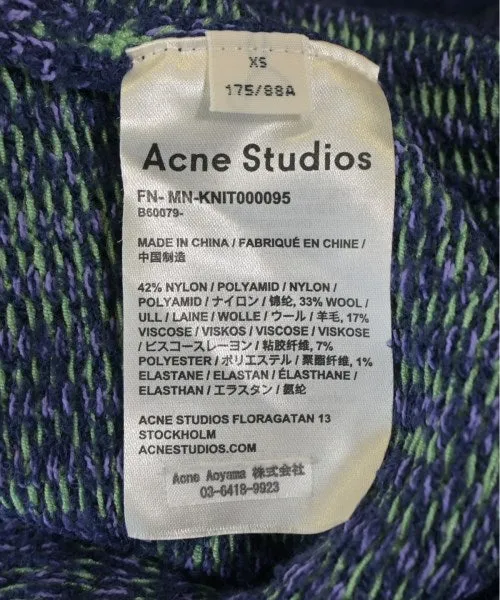 XS
175/88A
Acne Studios
FN- MN-KNIT000095
B60079-
MADE IN CHINA / FABRIQUÉ EN CHINE /
中国制造
42% NYLON / POLYAMID / NYLON /
POLYAMID / ナイロン / 锦纶, 33% WOOL /
ULL / LAINE / WOLLE / ウール / 羊毛, 17%
VISCOSE / VISKOS / VISCOSE / VISKOSE
/ ビスコースレーヨン / 粘胶纤维, 7%
POLYESTER / ポリエステル / 聚酯纤维, 1%
ELASTANE / ELASTAN / ÉLASTHANE /
ELASTHAN / エラスタン / 氨纶
ACNE STUDIOS FLORAGATAN 13
STOCKHOLM
ACNESTUDIOS.COM
Acne Aoyama 株式会社
03-6418-9923